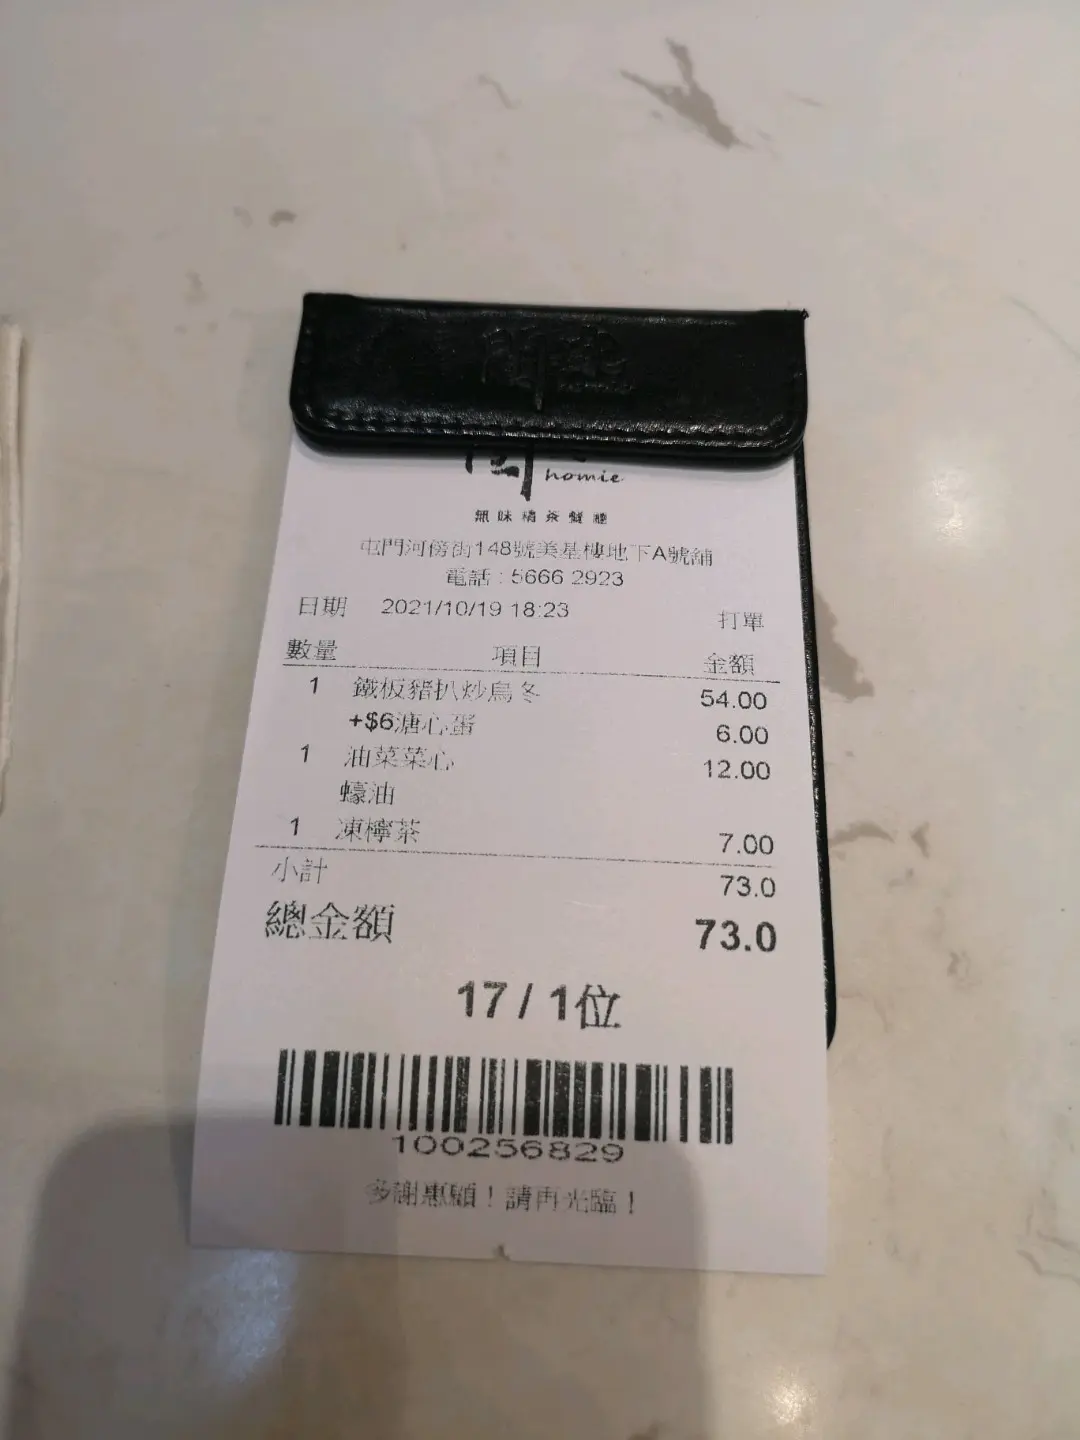 homie
無味精茶餐廳
屯門河傍街148號美基樓地下A號舖
電話 : 5666 2923
日期 2021/10/19 18:23 打單
數量 項目 金額
1 鐵板豬扒炒烏冬 54.00
+$6溏心蛋 6.00
1 油菜菜心 12.00
蠔油
1 凍檸茶 7.00
小計 73.0
總金額 73.0
17 / 1位
100256829
多謝惠顧！請再光臨！